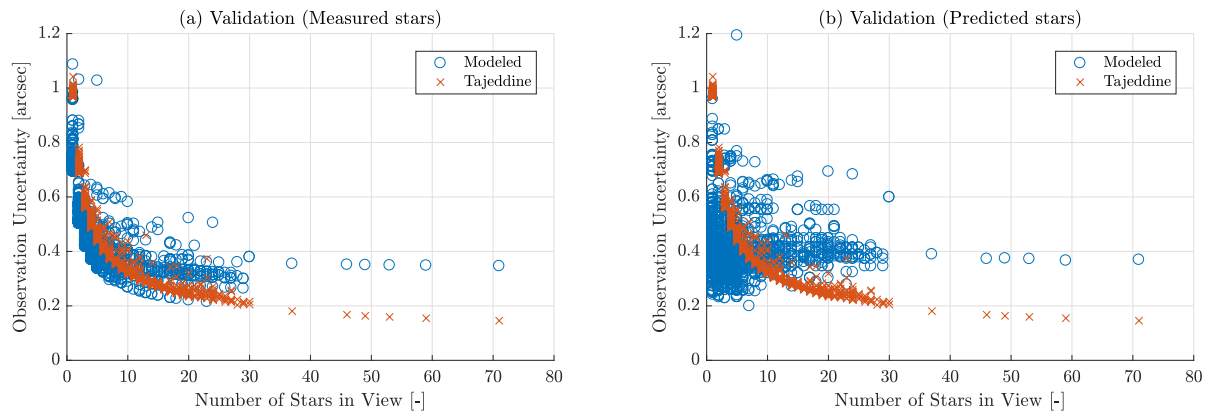 (a) Validation (Measured stars)
1.2
1
0.8
0.6
0.4
0.2
0
Observation Uncertainty [arcsec]
Modeled
Tajeddine
0 10 20 30 40 50 60 70 80
Number of Stars in View [-]
(b) Validation (Predicted stars)
1.2
1
0.8
0.6
0.4
0.2
0
Observation Uncertainty [arcsec]
Modeled
Tajeddine
0 10 20 30 40 50 60 70 80
Number of Stars in View [-]